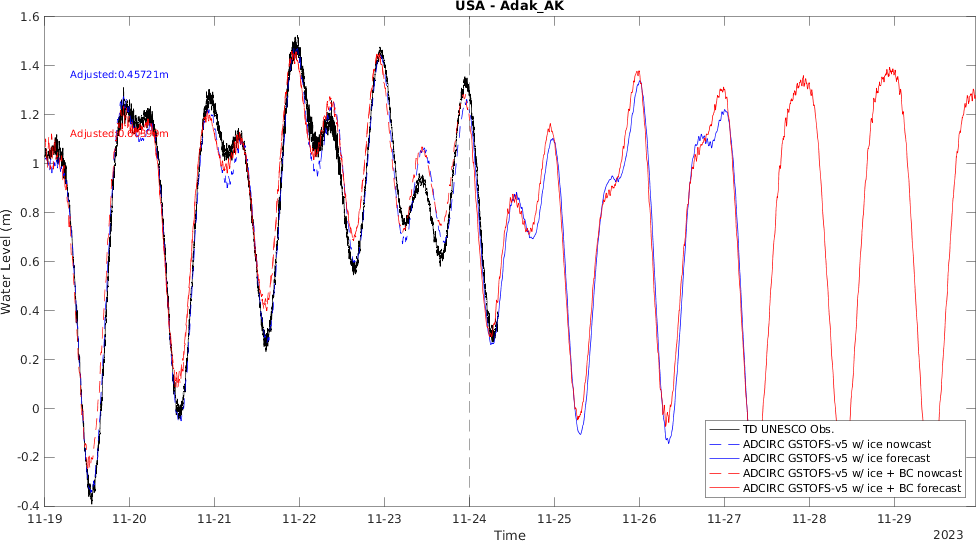 USA - Adak_AK
1.6
1.4
1.2
1
0.8
0.6
0.4
0.2
0
-0.2
-0.4
Water Level (m)
Adjusted:0.45721m
Adjusted:
TD UNESCO Obs.
ADCIRC GSTOFS-v5 w/ ice nowcast
ADCIRC GSTOFS-v5 w/ ice forecast
ADCIRC GSTOFS-v5 w/ ice + BC nowcast
ADCIRC GSTOFS-v5 w/ ice + BC forecast
11-19 11-20 11-21 11-22 11-23 11-24 11-25 11-26 11-27 11-28 11-29
Time
2023